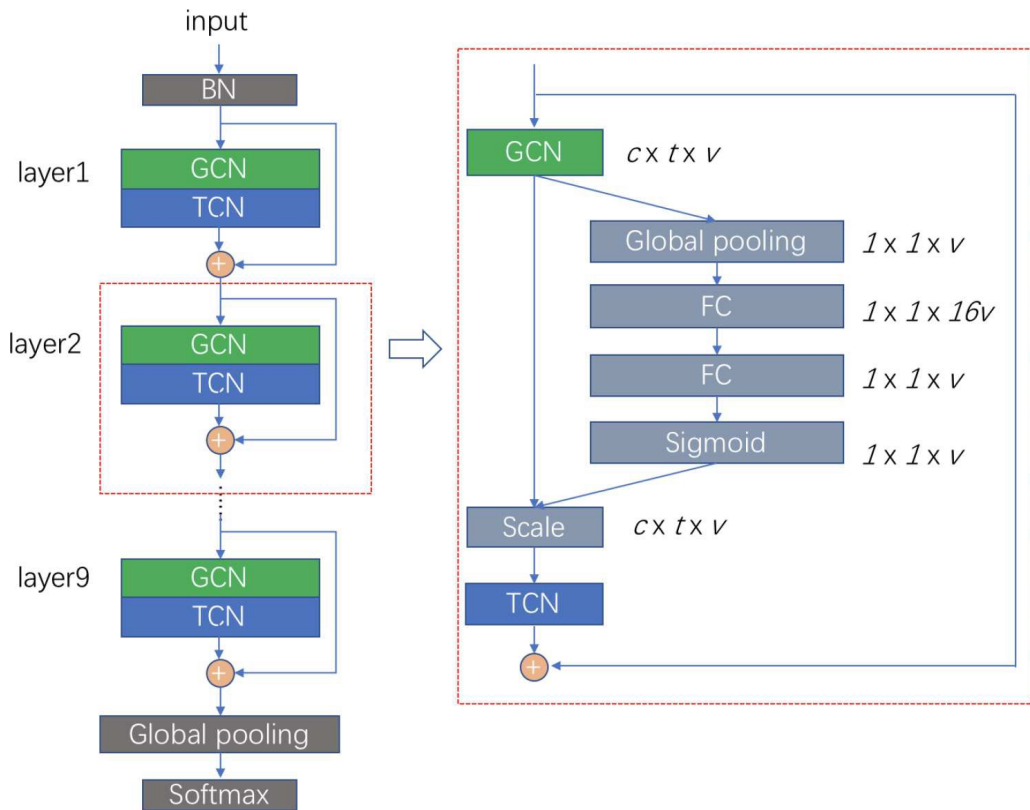 input
BN
layer1
GCN
TCN
+
layer2
GCN
TCN
+
......
layer9
GCN
TCN
+
Global pooling
Softmax
GCN
c x t x v
Global pooling
1 x 1 x v
FC
1 x 1 x 16v
FC
1 x 1 x v
Sigmoid
1 x 1 x v
Scale
c x t x v
TCN
+